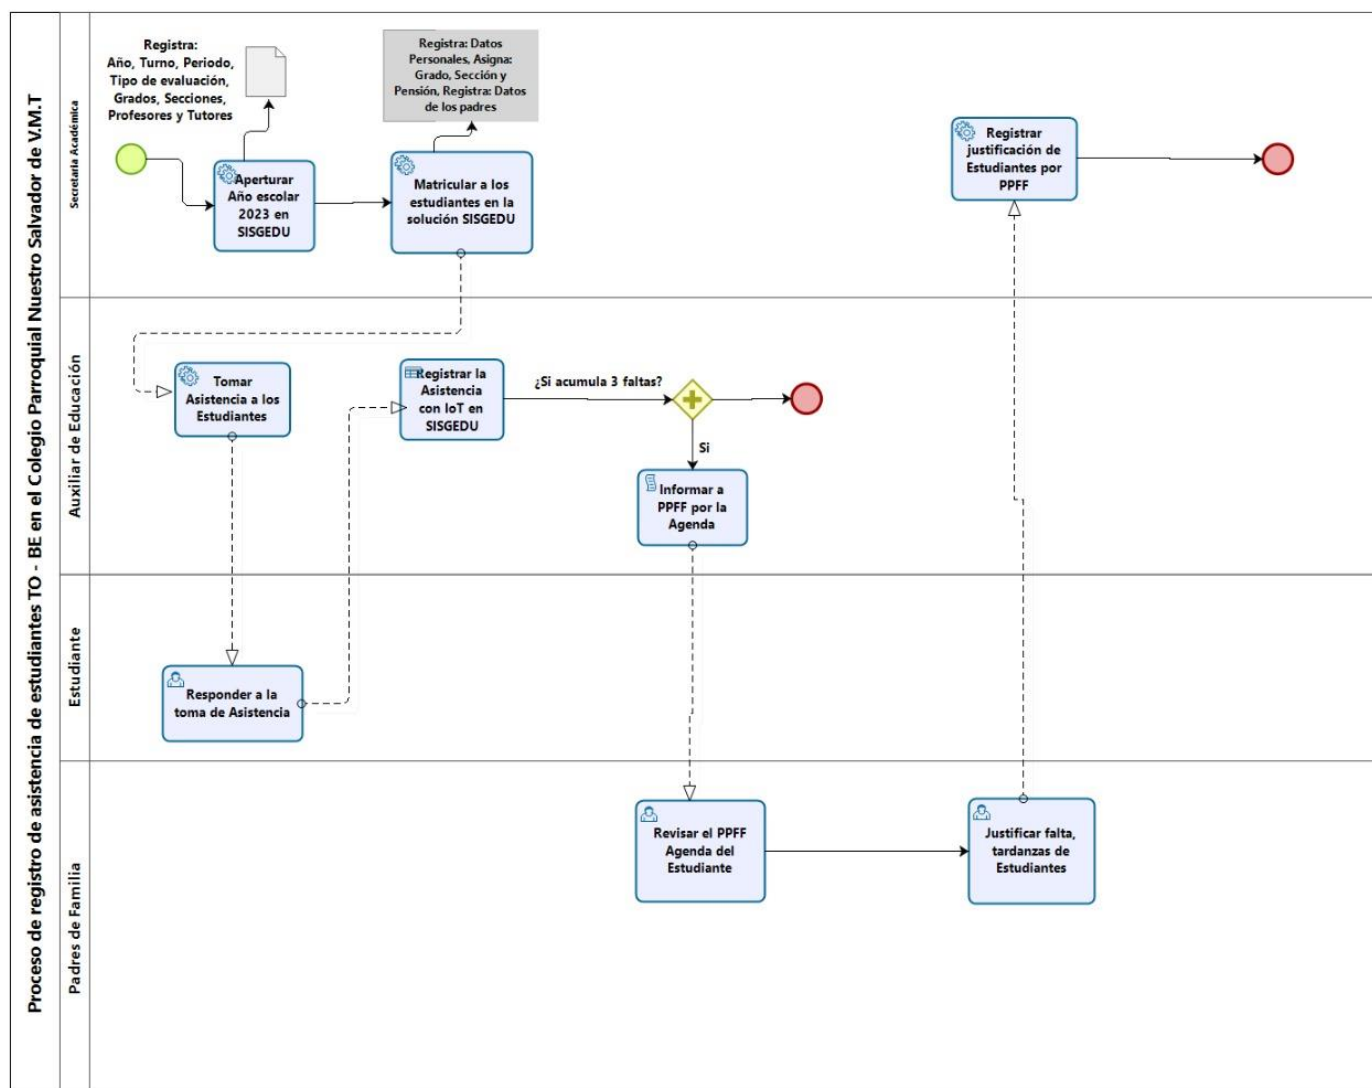 Proceso de registro de asistencia de estudiantes TO - BE en el Colegio Parroquial Nuestro Salvador de V.M.T
Secretaria Académica
Registra:
Año, Turno, Periodo,
Tipo de evaluación,
Grados, Secciones,
Profesores y Tutores
Registra: Datos
Personales, Asigna:
Grado, Sección y
Pensión, Registra: Datos
de los padres
Aperturar
Año escolar
2023 en
SISGEDU
Matricular a los
estudiantes en la
solución SISGEDU
Registrar
justificación de
Estudiantes por
PPFF
Auxiliar de Educación
Tomar
Asistencia a los
Estudiantes
Registrar la
Asistencia
con IoT en
SISGEDU
¿Si acumula 3 faltas?
Si
Informar a
PPFF por la
Agenda
Estudiante
Responder a la
toma de Asistencia
Padres de Familia
Revisar el PPFF
Agenda del
Estudiante
Justificar falta,
tardanzas de
Estudiantes